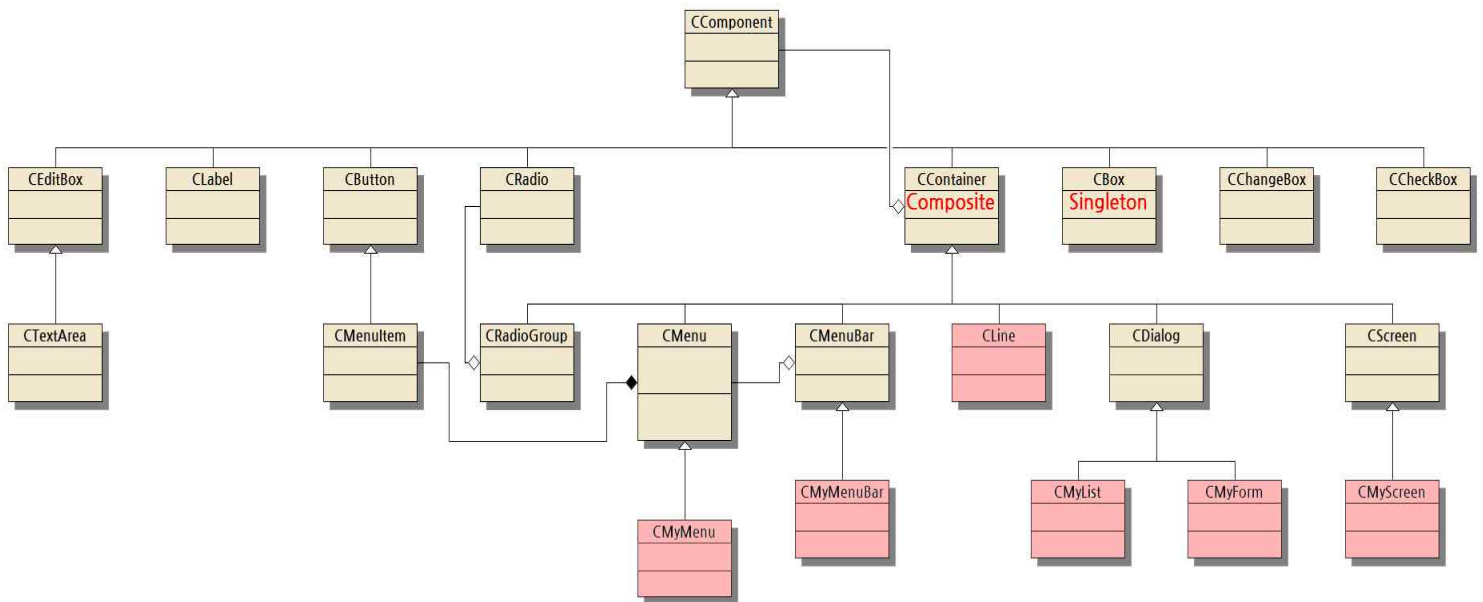 CComponent
CEditBox
CLabel
CButton
CRadio
CContainer
Composite
CBox
Singleton
CChangeBox
CCheckBox
CTextArea
CMenuItem
CRadioGroup
CMenu
CMenuBar
CLine
CDialog
CScreen
CMyMenuBar
CMyList
CMyForm
CMyScreen
CMyMenu